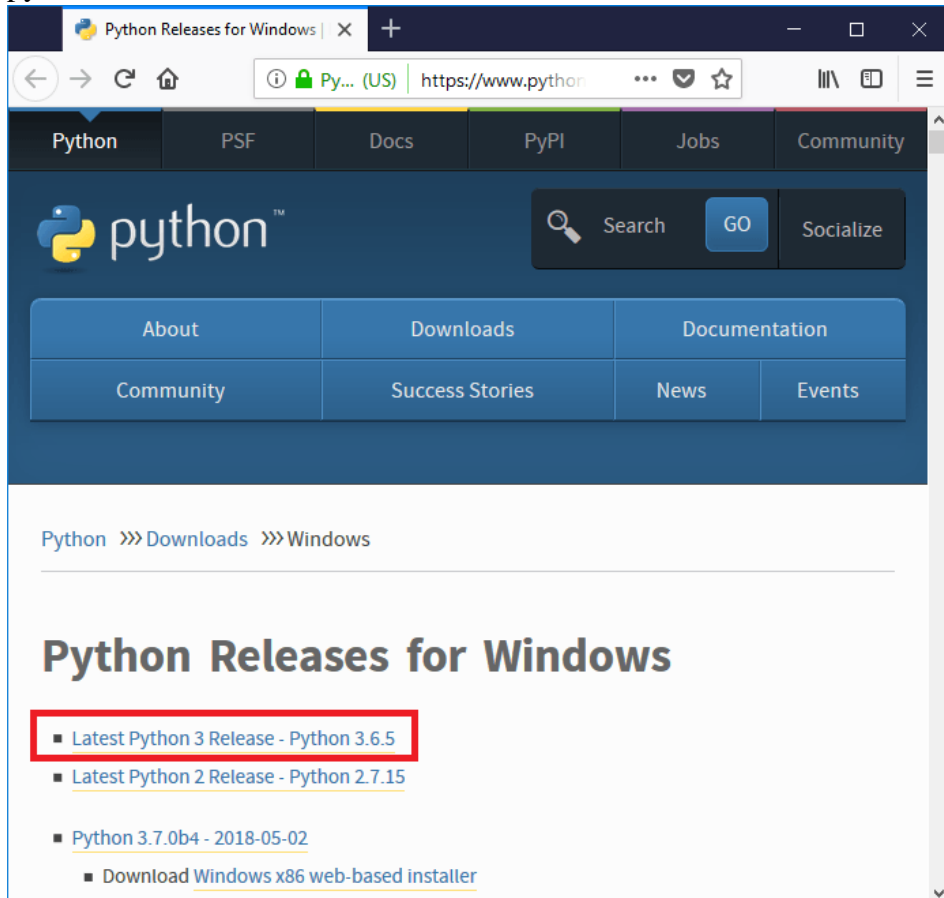 Python Releases for Windows |
Py... (US) https://www.python
Python PSF Docs PyPI Jobs Community
python™
Search GO Socialize
About Downloads Documentation
Community Success Stories News Events
Python >>> Downloads >>> Windows
Python Releases for Windows
Latest Python 3 Release - Python 3.6.5
Latest Python 2 Release - Python 2.7.15
Python 3.7.0b4 - 2018-05-02
Download Windows x86 web-based installer